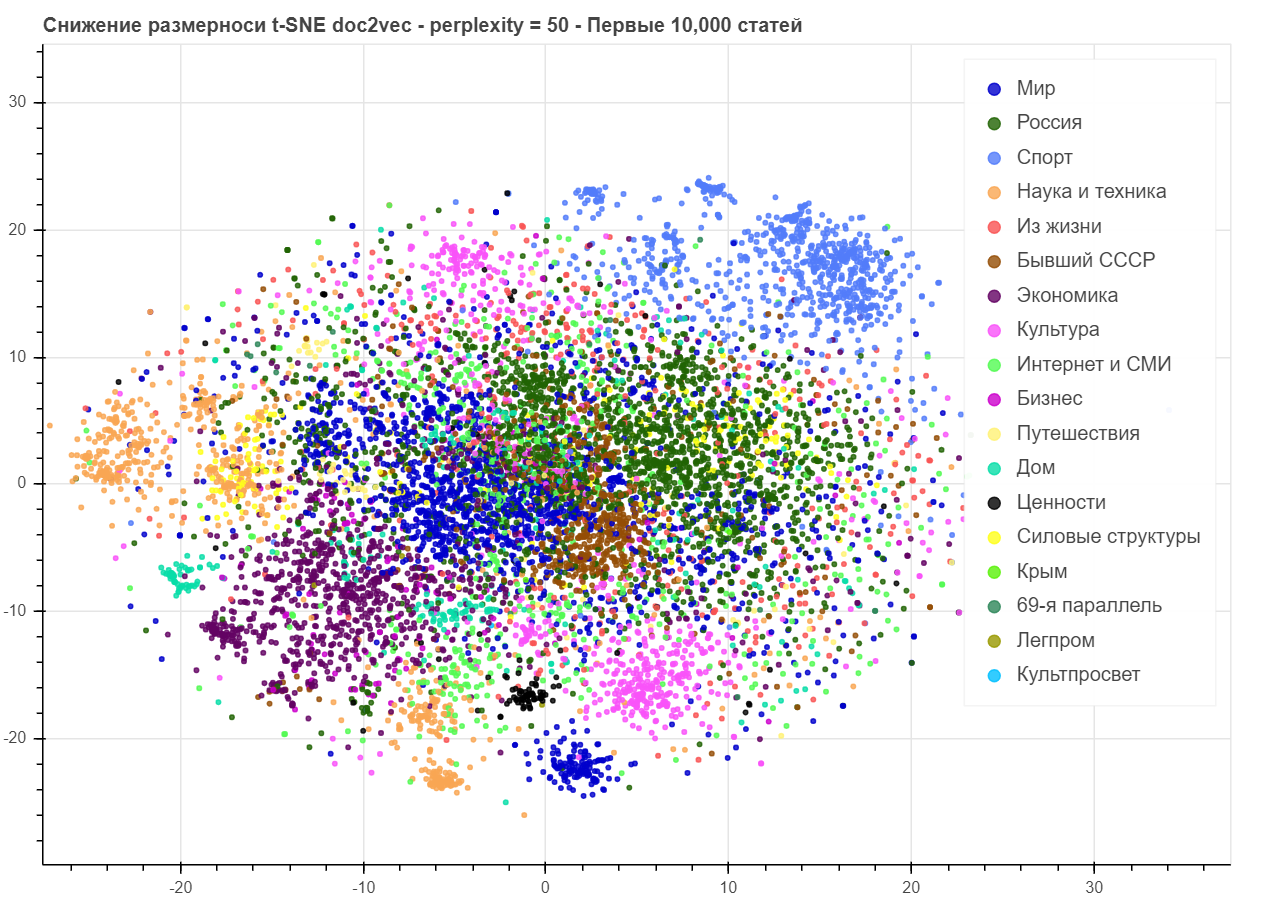 Снижение размерноси t-SNE doc2vec - perplexity = 50 - Первые 10,000 статей
30
20
10
0
-10
-20
-20
-10
0
10
20
30
Мир
Россия
Спорт
Наука и техника
Из жизни
Бывший СССР
Экономика
Культура
Интернет и СМИ
Бизнес
Путешествия
Дом
Ценности
Силовые структуры
Крым
69-я параллель
Легпром
Культпросвет